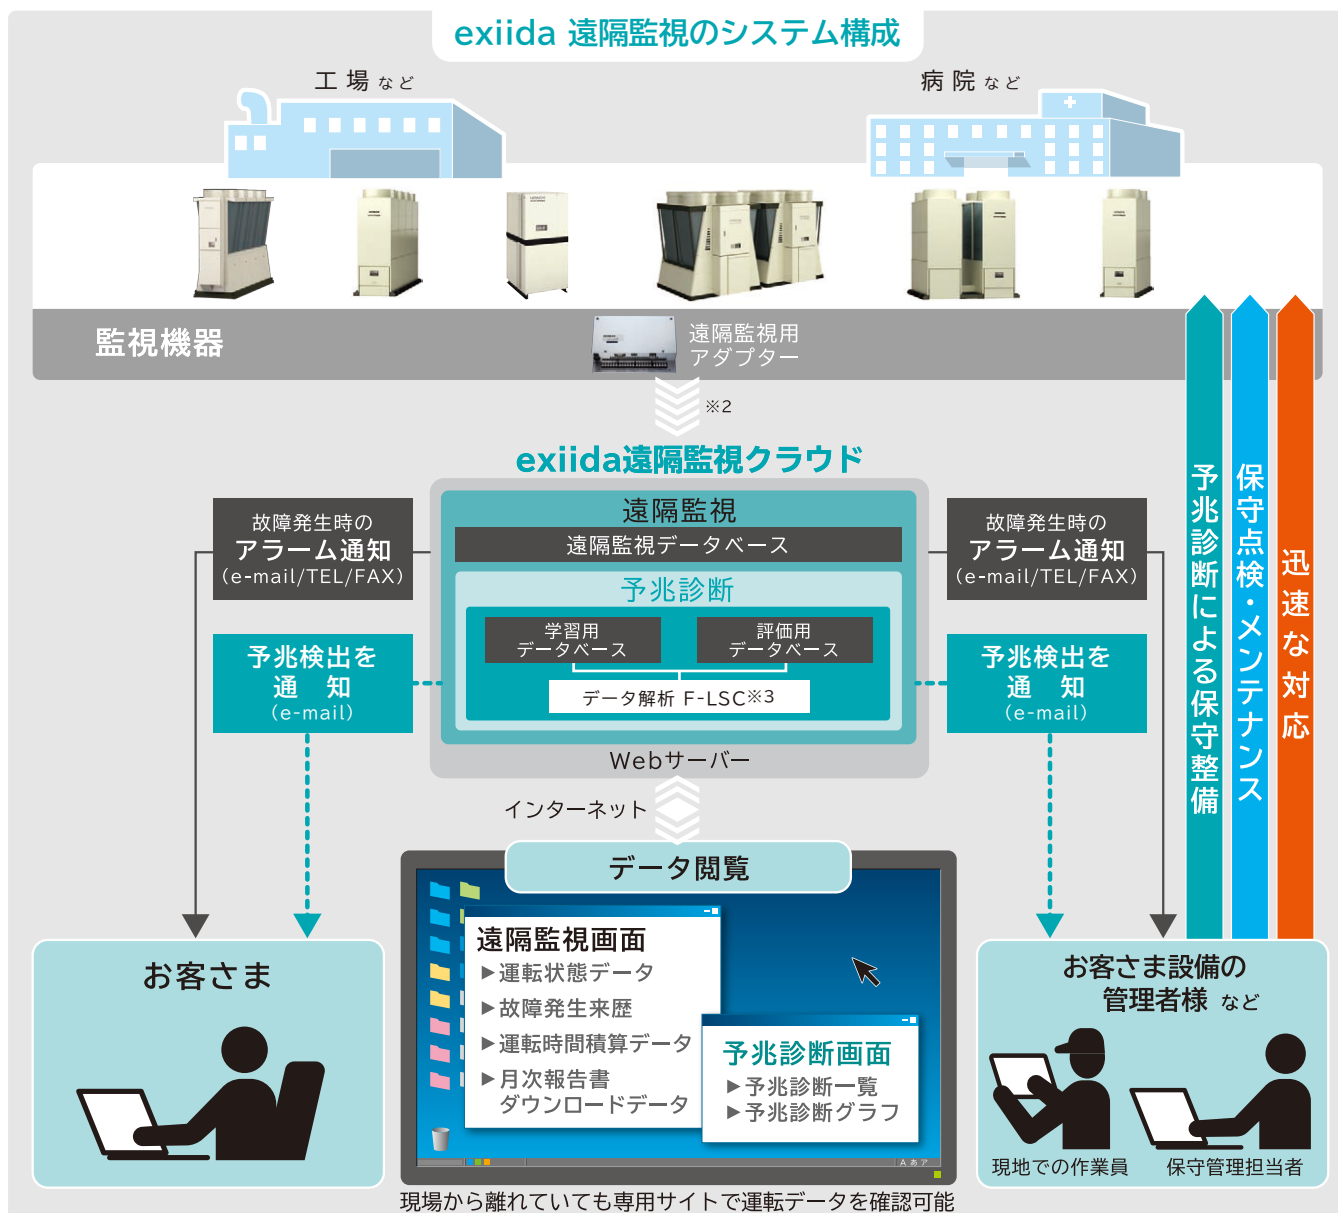 exiida 遠隔監視のシステム構成
工場 など
病院 など
監視機器
遠隔監視用
アダプター
※2
exiida遠隔監視クラウド
遠隔監視
遠隔監視データベース
予兆診断
学習用
データベース
評価用
データベース
データ解析 F-LSC※3
Webサーバー
故障発生時の
アラーム通知
(e-mail/TEL/FAX)
予兆検出を
通 知
(e-mail)
故障発生時の
アラーム通知
(e-mail/TEL/FAX)
予兆検出を
通 知
(e-mail)
予兆診断による保守整備
保守点検・メンテナンス
迅速な対応
インターネット
データ閲覧
遠隔監視画面
▶運転状態データ
▶故障発生来歴
▶運転時間積算データ
▶月次報告書
ダウンロードデータ
予兆診断画面
▶予兆診断一覧
▶予兆診断グラフ
A あ ア
お客さま
お客さま設備の
管理者様 など
現地での作業員
保守管理担当者
現場から離れていても専用サイトで運転データを確認可能